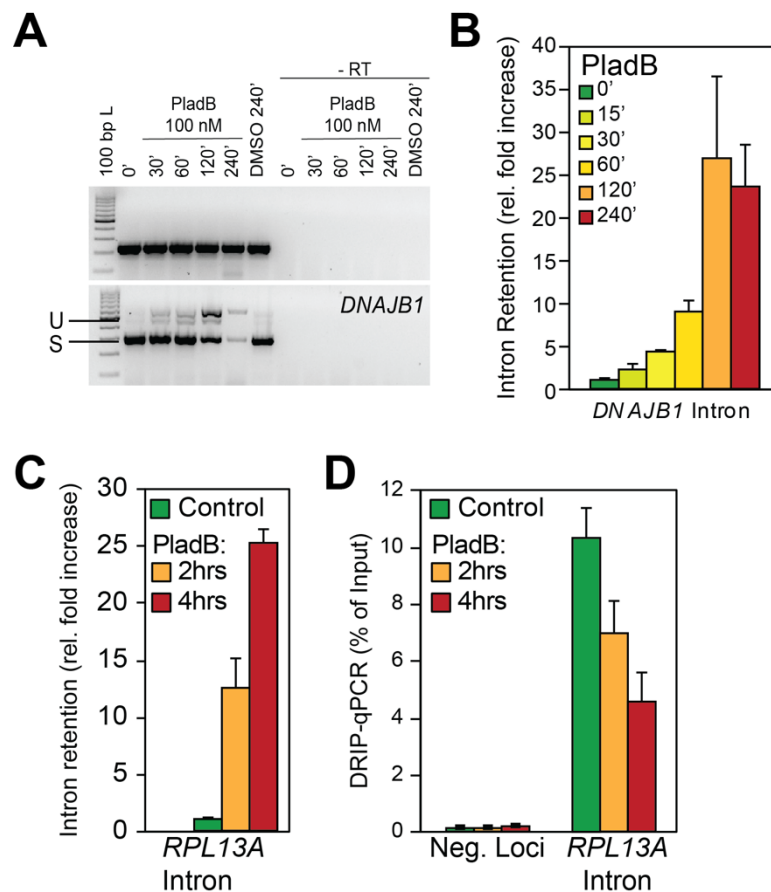 A
- RT
PladB
100 nM
PladB
100 nM
100 bp L
0'
30'
60'
120'
240'
DMSO 240'
0'
30'
60'
120'
240'
DMSO 240'
DNAJB1
U
S
B
Intron Retention (rel. fold increase)
40
35
30
25
20
15
10
5
0
PladB
0'
15'
30'
60'
120'
240'
DNAJB1 Intron
C
Intron retention (rel. fold increase)
30
25
20
15
10
5
0
Control
PladB:
2hrs
4hrs
RPL13A
Intron
D
DRIP-qPCR (% of Input)
12
10
8
6
4
2
0
Control
PladB:
2hrs
4hrs
Neg. Loci
RPL13A
Intron